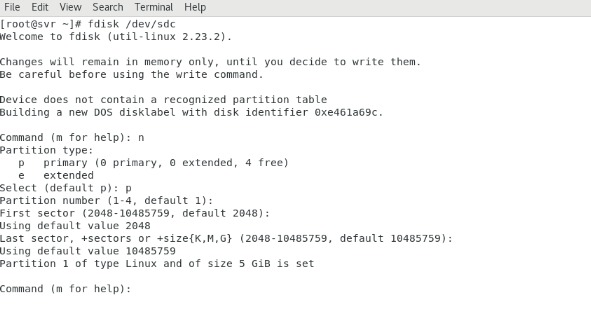 File Edit View Search Terminal Help
[root@svr ~]# fdisk /dev/sdc
Welcome to fdisk (util-linux 2.23.2).
Changes will remain in memory only, until you decide to write them.
Be careful before using the write command.
Device does not contain a recognized partition table
Building a new DOS disklabel with disk identifier 0xe461a69c.
Command (m for help): n
Partition type:
   p   primary (0 primary, 0 extended, 4 free)
   e   extended
Select (default p): p
Partition number (1-4, default 1):
First sector (2048-10485759, default 2048):
Using default value 2048
Last sector, +sectors or +size{K,M,G} (2048-10485759, default 10485759):
Using default value 10485759
Partition 1 of type Linux and of size 5 GiB is set
Command (m for help):